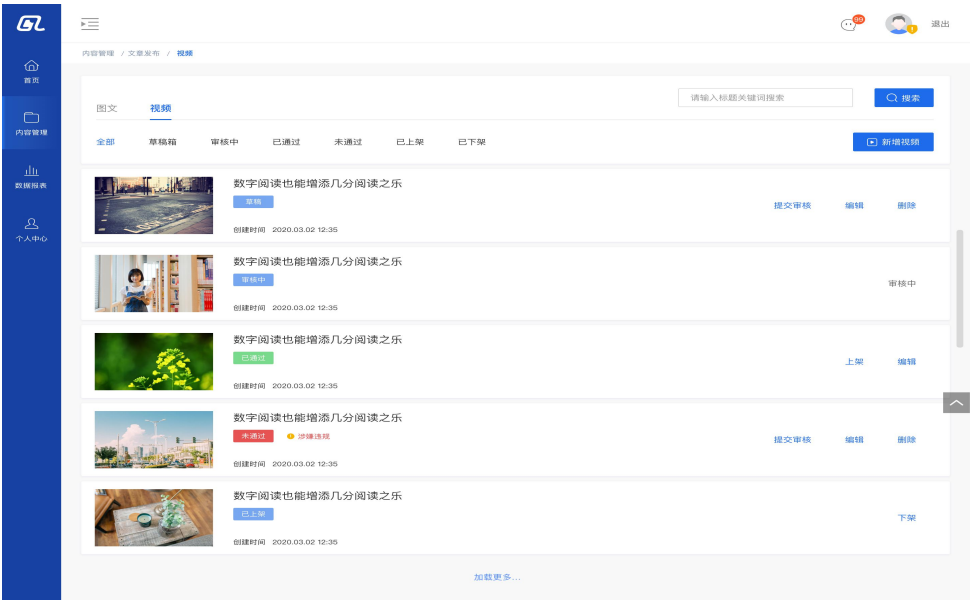 GL
99
退出
首页
内容管理
数据报表
个人中心
内容管理 / 文章发布 / 视频
图文 视频
请输入标题关键词搜索 搜索
全部 草稿箱 审核中 已通过 未通过 已上架 已下架 新增视频
数字阅读也能增添几分阅读之乐
草稿
提交审核 编辑 删除
创建时间 2020.03.02 12:35
数字阅读也能增添几分阅读之乐
审核中
审核中
创建时间 2020.03.02 12:35
数字阅读也能增添几分阅读之乐
已通过
上架 编辑
创建时间 2020.03.02 12:35
数字阅读也能增添几分阅读之乐
未通过 涉嫌违规
提交审核 编辑 删除
创建时间 2020.03.02 12:35
数字阅读也能增添几分阅读之乐
已上架
下架
创建时间 2020.03.02 12:35
加载更多...